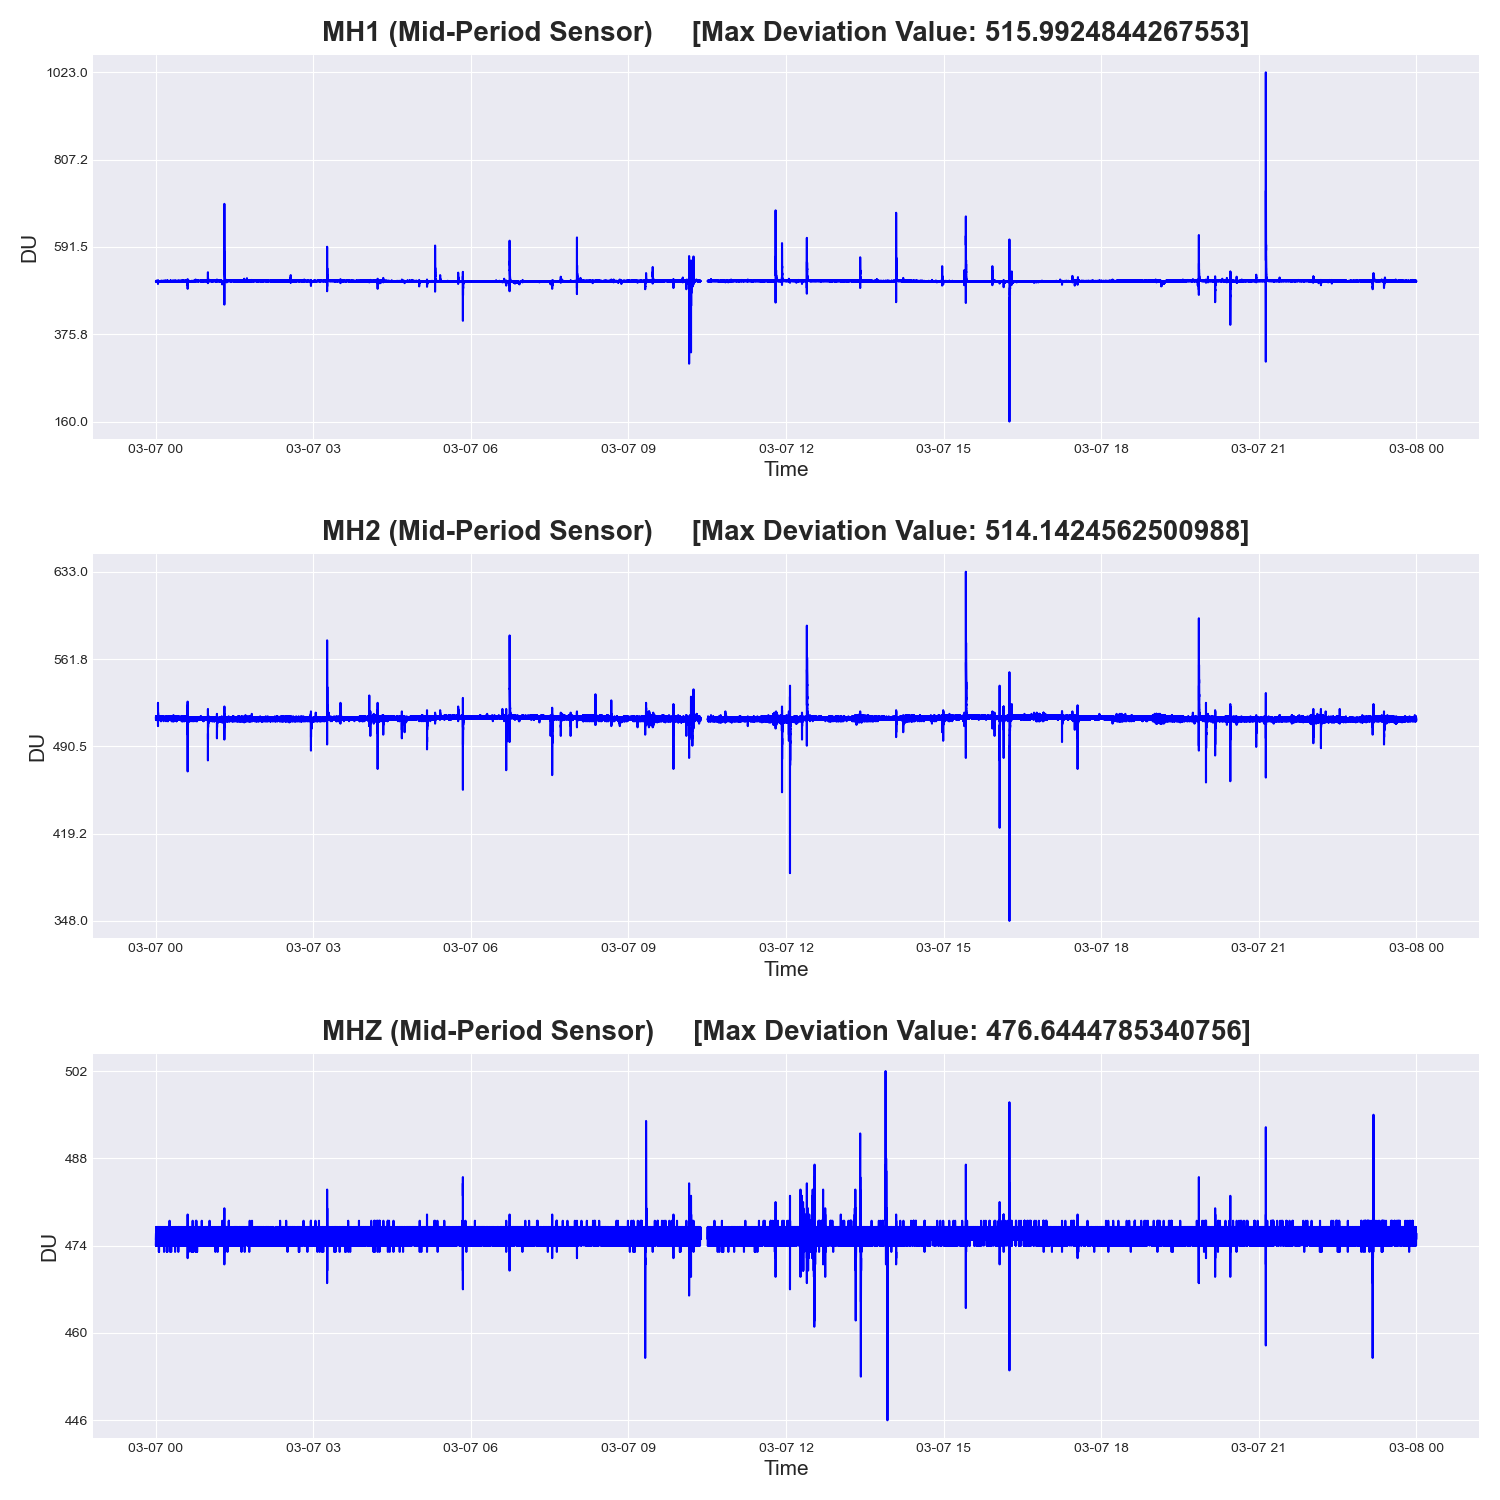 MH1 (Mid-Period Sensor) [Max Deviation Value: 515.9924844267553]
1023.0
807.2
591.5
375.8
160.0
DU
03-07 00 03-07 03 03-07 06 03-07 09 03-07 12 03-07 15 03-07 18 03-07 21 03-08 00
Time
MH2 (Mid-Period Sensor) [Max Deviation Value: 514.1424562500988]
633.0
561.8
490.5
419.2
348.0
DU
03-07 00 03-07 03 03-07 06 03-07 09 03-07 12 03-07 15 03-07 18 03-07 21 03-08 00
Time
MHZ (Mid-Period Sensor) [Max Deviation Value: 476.6444785340756]
502
488
474
460
446
DU
03-07 00 03-07 03 03-07 06 03-07 09 03-07 12 03-07 15 03-07 18 03-07 21 03-08 00
Time